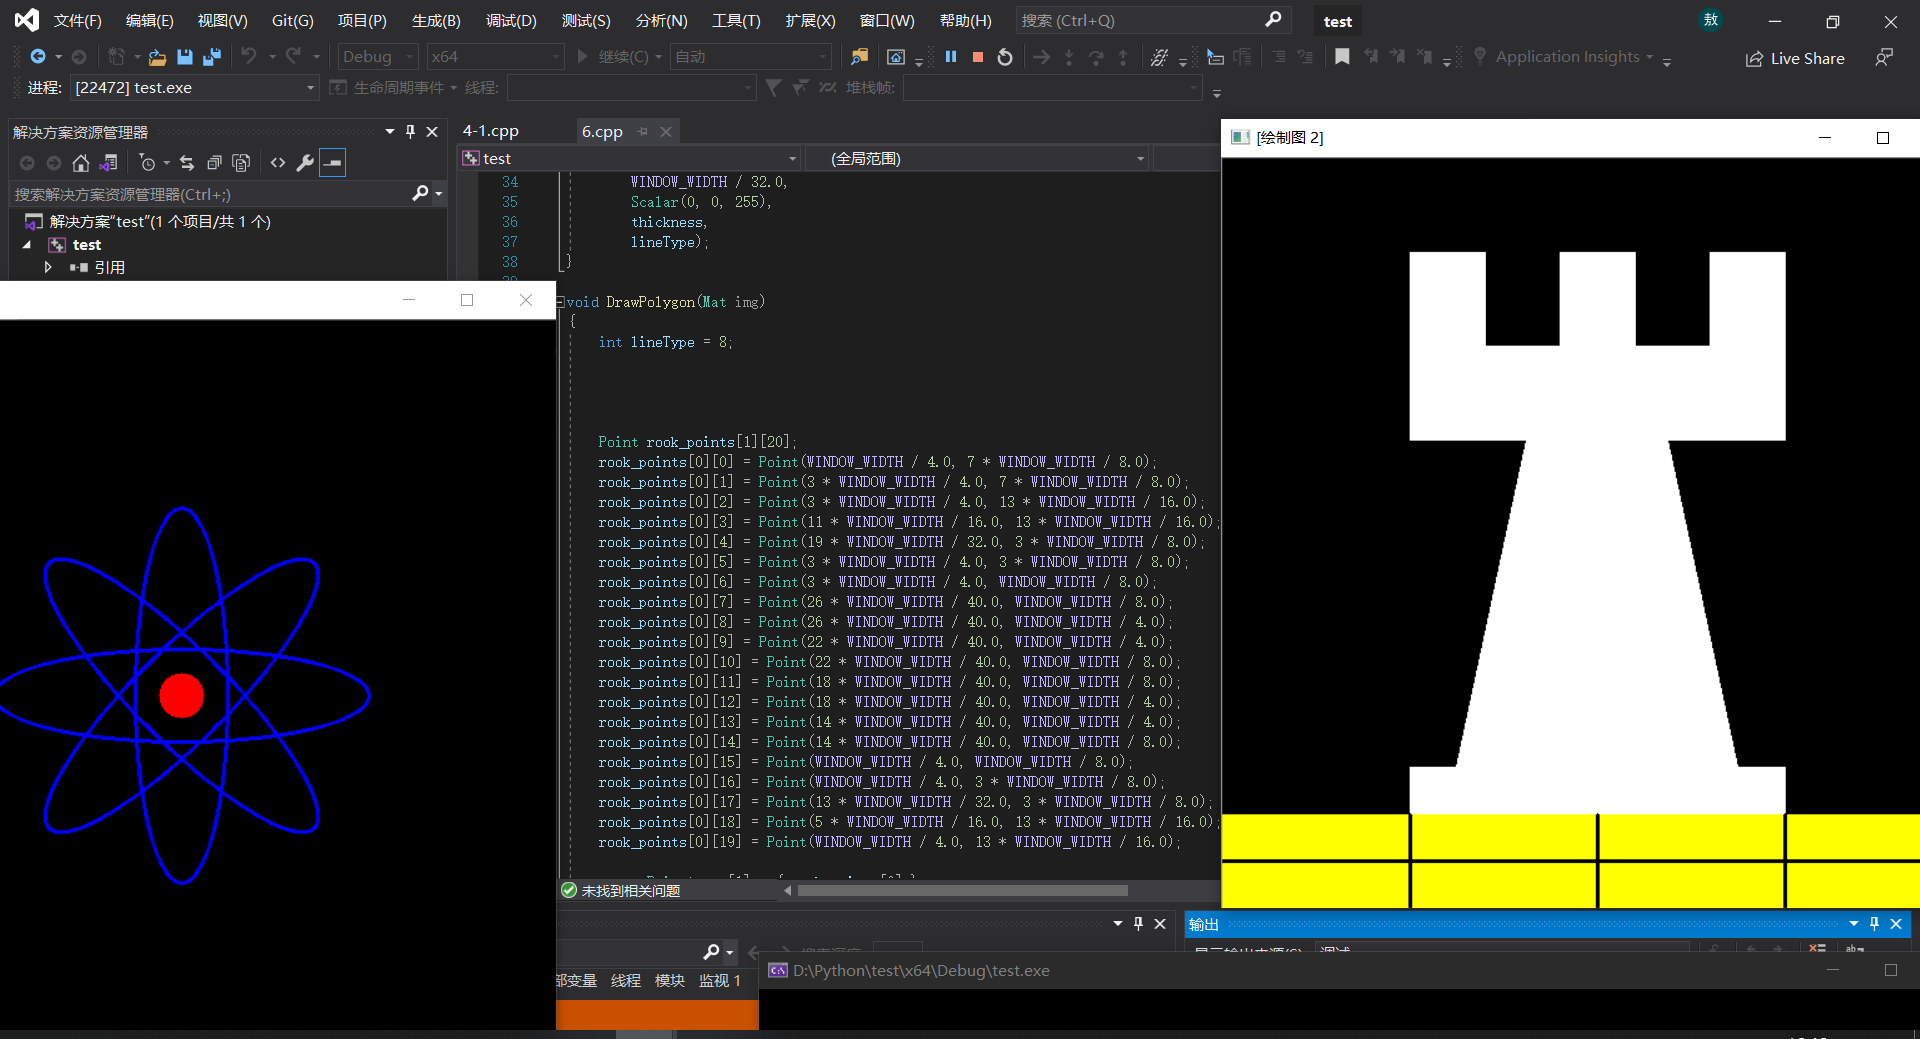 文件(F) 编辑(E) 视图(V) Git(G) 项目(P) 生成(B) 调试(D) 测试(S) 分析(N) 工具(T) 扩展(X) 窗口(W) 帮助(H) 搜索 (Ctrl+Q) test 敖
Debug x64 继续(C) 自动 Application Insights Live Share
进程: [22472] test.exe 生命周期事件 线程: 堆栈帧:
解决方案资源管理器
搜索解决方案资源管理器(Ctrl+;)
解决方案"test"(1 个项目/共 1 个)
test
引用
4-1.cpp 6.cpp
test (全局范围)
34 WINDOW_WIDTH / 32.0,
35 Scalar(0, 0, 255),
36 thickness,
37 lineType);
38 }
void DrawPolygon(Mat img)
{
int lineType = 8;
Point rook_points[1][20];
rook_points[0][0] = Point(WINDOW_WIDTH / 4.0, 7 * WINDOW_WIDTH / 8.0);
rook_points[0][1] = Point(3 * WINDOW_WIDTH / 4.0, 7 * WINDOW_WIDTH / 8.0);
rook_points[0][2] = Point(3 * WINDOW_WIDTH / 4.0, 13 * WINDOW_WIDTH / 16.0);
rook_points[0][3] = Point(11 * WINDOW_WIDTH / 16.0, 13 * WINDOW_WIDTH / 16.0);
rook_points[0][4] = Point(19 * WINDOW_WIDTH / 32.0, 3 * WINDOW_WIDTH / 8.0);
rook_points[0][5] = Point(3 * WINDOW_WIDTH / 4.0, 3 * WINDOW_WIDTH / 8.0);
rook_points[0][6] = Point(3 * WINDOW_WIDTH / 4.0, WINDOW_WIDTH / 8.0);
rook_points[0][7] = Point(26 * WINDOW_WIDTH / 40.0, WINDOW_WIDTH / 8.0);
rook_points[0][8] = Point(26 * WINDOW_WIDTH / 40.0, WINDOW_WIDTH / 4.0);
rook_points[0][9] = Point(22 * WINDOW_WIDTH / 40.0, WINDOW_WIDTH / 4.0);
rook_points[0][10] = Point(22 * WINDOW_WIDTH / 40.0, WINDOW_WIDTH / 8.0);
rook_points[0][11] = Point(18 * WINDOW_WIDTH / 40.0, WINDOW_WIDTH / 8.0);
rook_points[0][12] = Point(18 * WINDOW_WIDTH / 40.0, WINDOW_WIDTH / 4.0);
rook_points[0][13] = Point(14 * WINDOW_WIDTH / 40.0, WINDOW_WIDTH / 4.0);
rook_points[0][14] = Point(14 * WINDOW_WIDTH / 40.0, WINDOW_WIDTH / 8.0);
rook_points[0][15] = Point(WINDOW_WIDTH / 4.0, WINDOW_WIDTH / 8.0);
rook_points[0][16] = Point(WINDOW_WIDTH / 4.0, 3 * WINDOW_WIDTH / 8.0);
rook_points[0][17] = Point(13 * WINDOW_WIDTH / 32.0, 3 * WINDOW_WIDTH / 8.0);
rook_points[0][18] = Point(5 * WINDOW_WIDTH / 16.0, 13 * WINDOW_WIDTH / 16.0);
rook_points[0][19] = Point(WINDOW_WIDTH / 4.0, 13 * WINDOW_WIDTH / 16.0);
未找到相关问题
[绘制图 2]
输出
部变量 线程 模块 监视 1
D:\Python\test\x64\Debug\test.exe